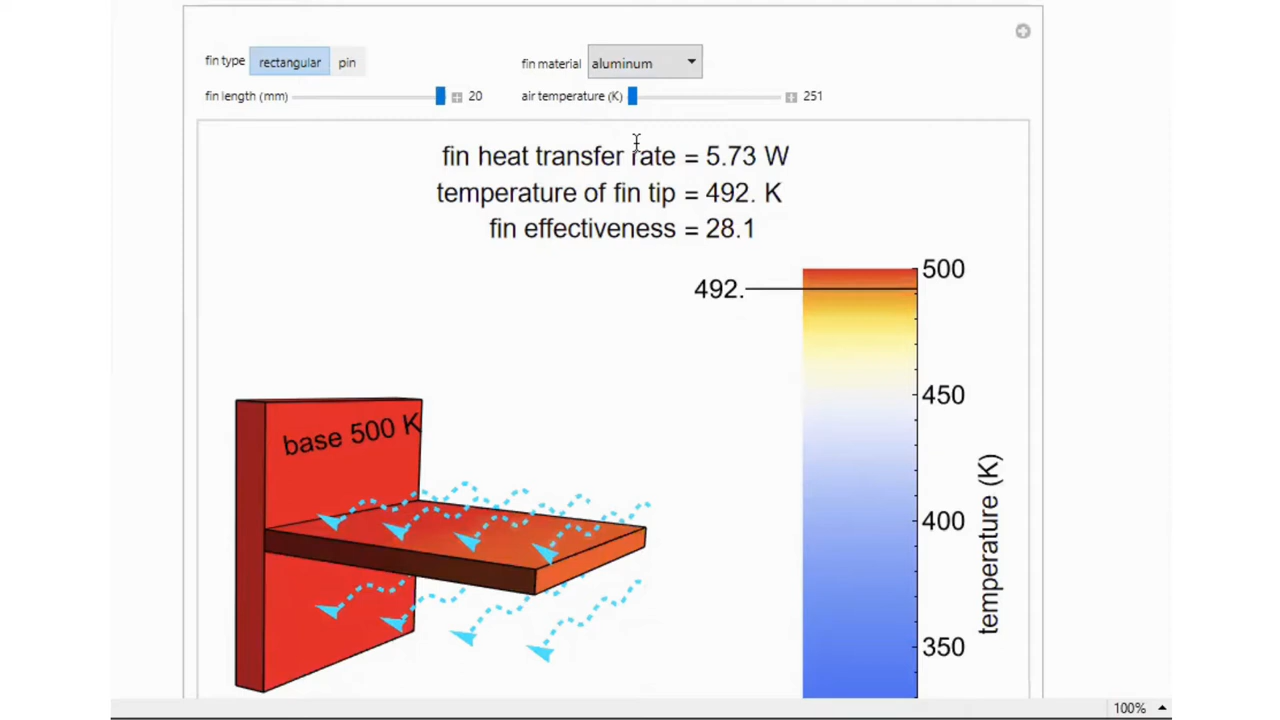 fin type rectangular pin fin material aluminum
fin length (mm) 20 air temperature (K) 251
fin heat transfer rate = 5.73 W
temperature of fin tip = 492. K
fin effectiveness = 28.1
500
492.
450
base 500 K
400
temperature (K)
350
100%